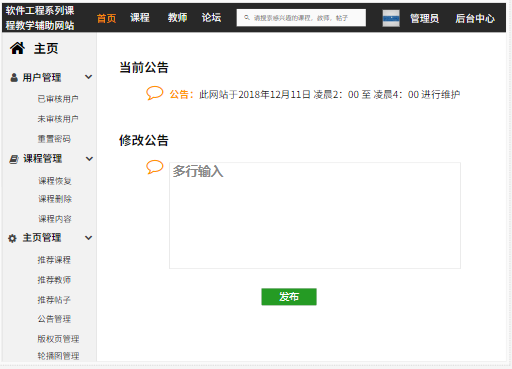 软件工程系列课
程教学辅助网站
首页 课程 教师 论坛
请搜索感兴趣的课程，教师，帖子
管理员 后台中心
主页
用户管理
已审核用户
未审核用户
重置密码
课程管理
课程恢复
课程删除
课程内容
主页管理
推荐课程
推荐教师
推荐帖子
公告管理
版权页管理
轮播图管理
当前公告
公告：此网站于2018年12月11日 凌晨2：00 至 凌晨4：00 进行维护
修改公告
多行输入
发布